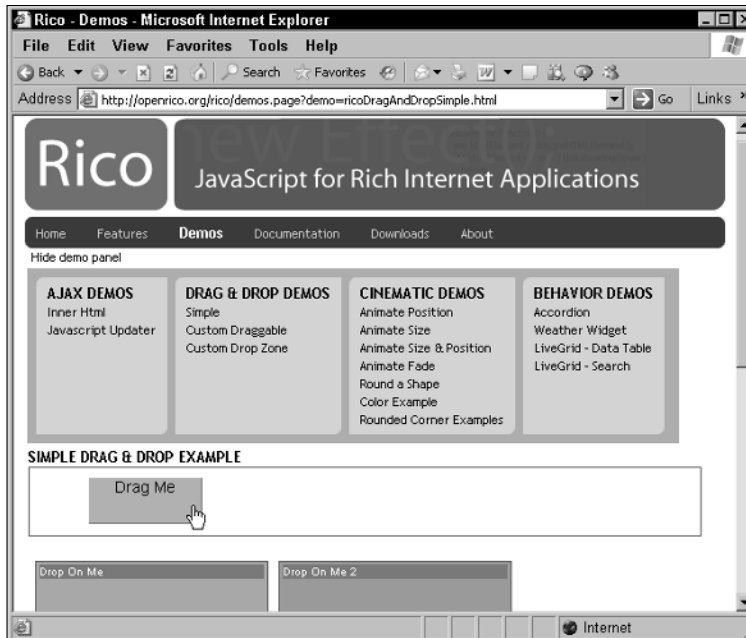 Rico - Demos - Microsoft Internet Explorer
File Edit View Favorites Tools Help
Back Search Favorites
Address http://openrico.org/rico/demos.page?demo=ricoDragAndDropSimple.html Go Links »
new Effect();
Rico JavaScript for Rich Internet Applications
Home Features Demos Documentation Downloads About
Hide demo panel
AJAX DEMOS
Inner Html
Javascript Updater
DRAG & DROP DEMOS
Simple
Custom Draggable
Custom Drop Zone
CINEMATIC DEMOS
Animate Position
Animate Size
Animate Size & Position
Animate Fade
Round a Shape
Color Example
Rounded Corner Examples
BEHAVIOR DEMOS
Accordion
Weather Widget
LiveGrid - Data Table
LiveGrid - Search
SIMPLE DRAG & DROP EXAMPLE
Drag Me
Drop On Me
Drop On Me 2
Internet